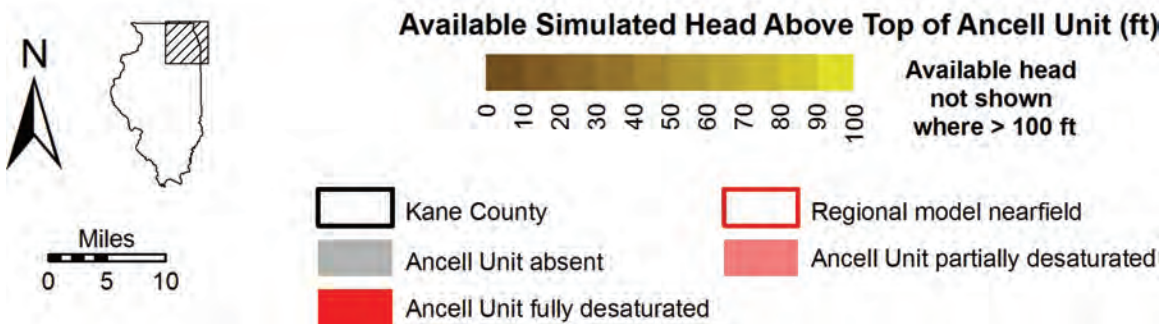 Available Simulated Head Above Top of Ancell Unit (ft)
N
0 10 20 30 40 50 60 70 80 90 100
Available head
not shown
where > 100 ft
Miles
0 5 10
Kane County
Regional model nearfield
Ancell Unit absent
Ancell Unit partially desaturated
Ancell Unit fully desaturated